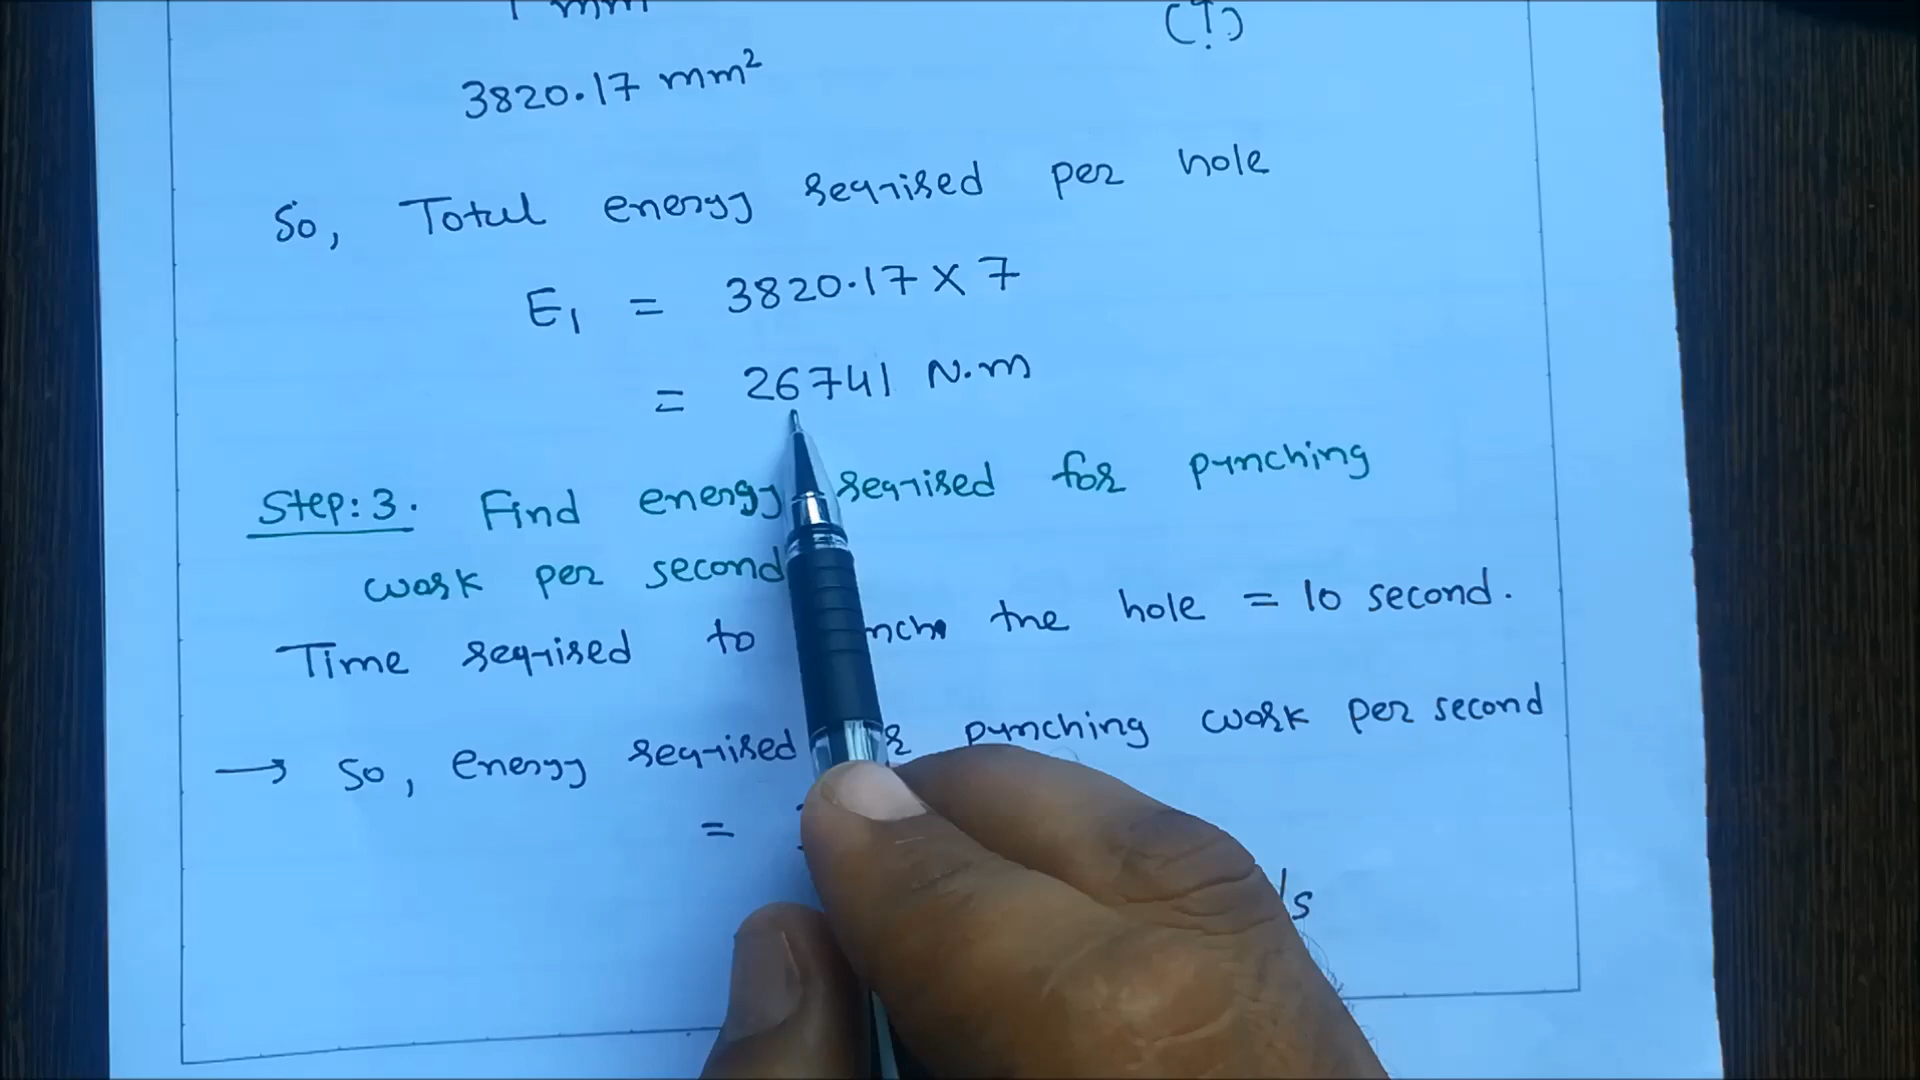 1 mm
(?)
3820.17 mm²
So, Total energy required per hole
E₁ = 3820.17 × 7
= 26741 N.m
Step: 3. Find energy required for punching
work per second
Time required to the hole = 10 second.
→ So, energy required punching work per second
=
/s